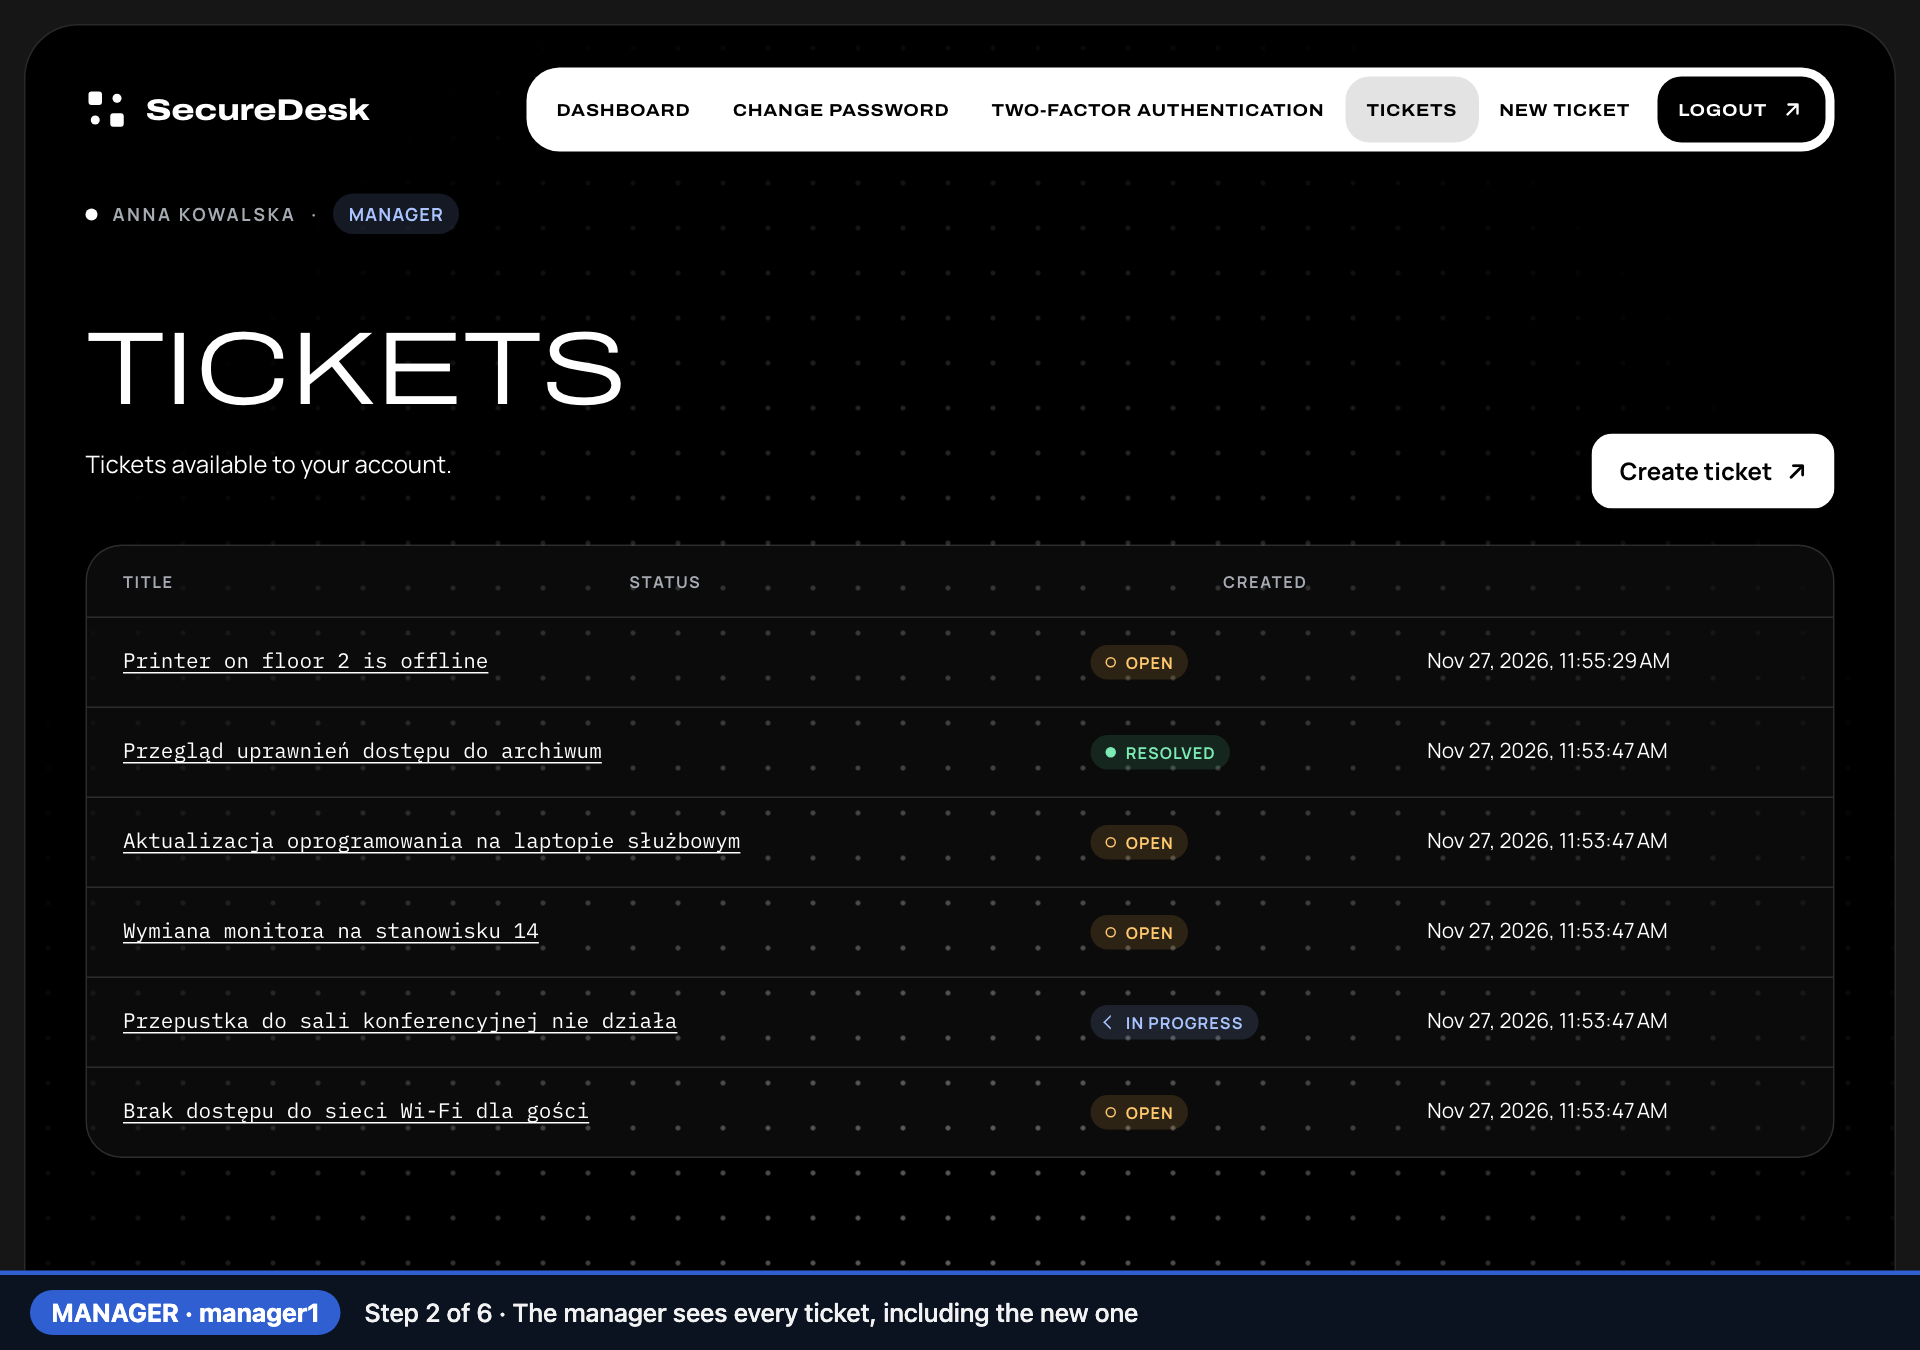 SecureDesk
DASHBOARD CHANGE PASSWORD TWO-FACTOR AUTHENTICATION TICKETS NEW TICKET LOGOUT
ANNA KOWALSKA · MANAGER
TICKETS
Tickets available to your account.
Create ticket
TITLE STATUS CREATED
Printer on floor 2 is offline OPEN Nov 27, 2026, 11:55:29 AM
Przegląd uprawnień dostępu do archiwum RESOLVED Nov 27, 2026, 11:53:47 AM
Aktualizacja oprogramowania na laptopie służbowym OPEN Nov 27, 2026, 11:53:47 AM
Wymiana monitora na stanowisku 14 OPEN Nov 27, 2026, 11:53:47 AM
Przepustka do sali konferencyjnej nie działa IN PROGRESS Nov 27, 2026, 11:53:47 AM
Brak dostępu do sieci Wi-Fi dla gości OPEN Nov 27, 2026, 11:53:47 AM
MANAGER · manager1 Step 2 of 6 · The manager sees every ticket, including the new one